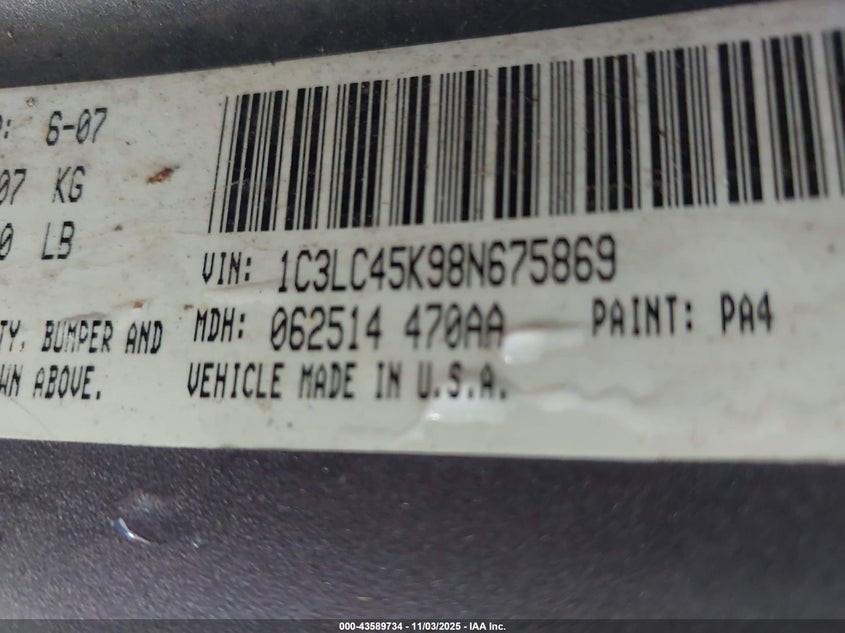 : 6-07
07 KG
0 LB
VIN: 1C3LC45K98N675869
MDH: 062514 470AA PAINT: PA4
TY, BUMPER AND
WN ABOVE. VEHICLE MADE IN U.S.A.
000-43589734 - 11/03/2025 - IAA Inc.